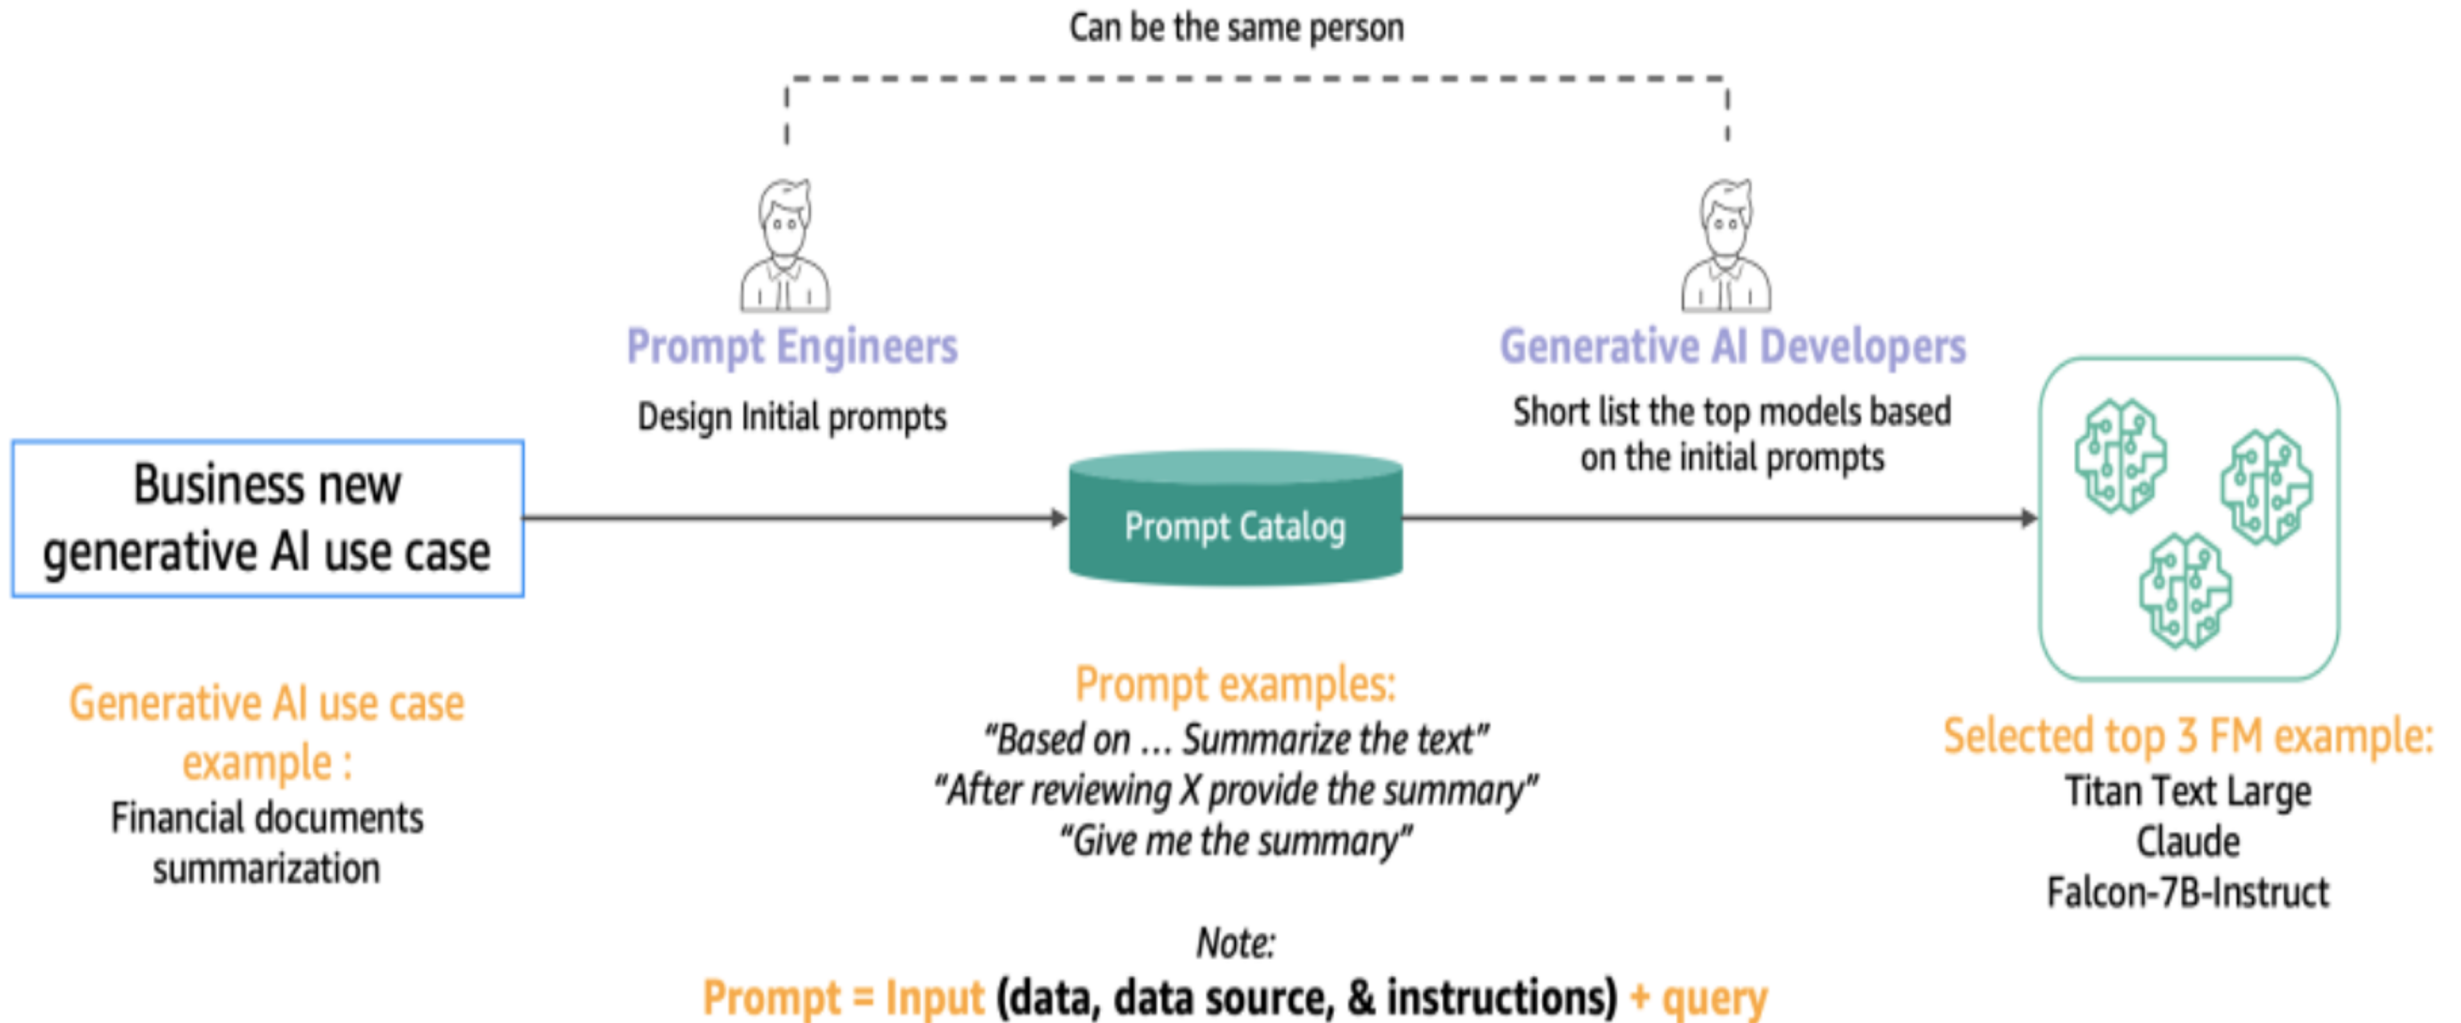 Can be the same person
Prompt Engineers
Design Initial prompts
Generative AI Developers
Short list the top models based
on the initial prompts
Business new
generative AI use case
Prompt Catalog
Generative AI use case
example :
Financial documents
summarization
Prompt examples:
“Based on … Summarize the text”
“After reviewing X provide the summary”
“Give me the summary”
Selected top 3 FM example:
Titan Text Large
Claude
Falcon-7B-Instruct
Note:
Prompt = Input (data, data source, & instructions) + query